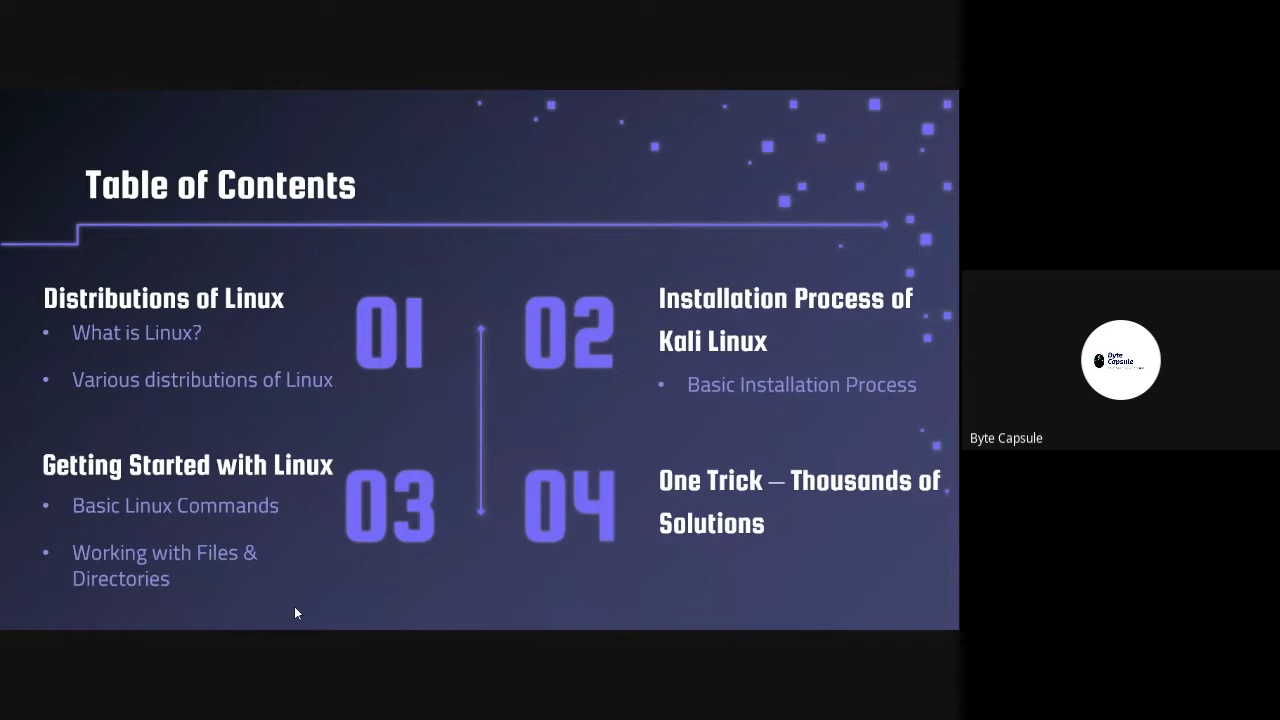 Table of Contents
Distributions of Linux
• What is Linux?
• Various distributions of Linux
01
02
Installation Process of
Kali Linux
• Basic Installation Process
Getting Started with Linux
• Basic Linux Commands
• Working with Files &
Directories
03
04
One Trick – Thousands of
Solutions
Byte
Capsule
Byte Capsule